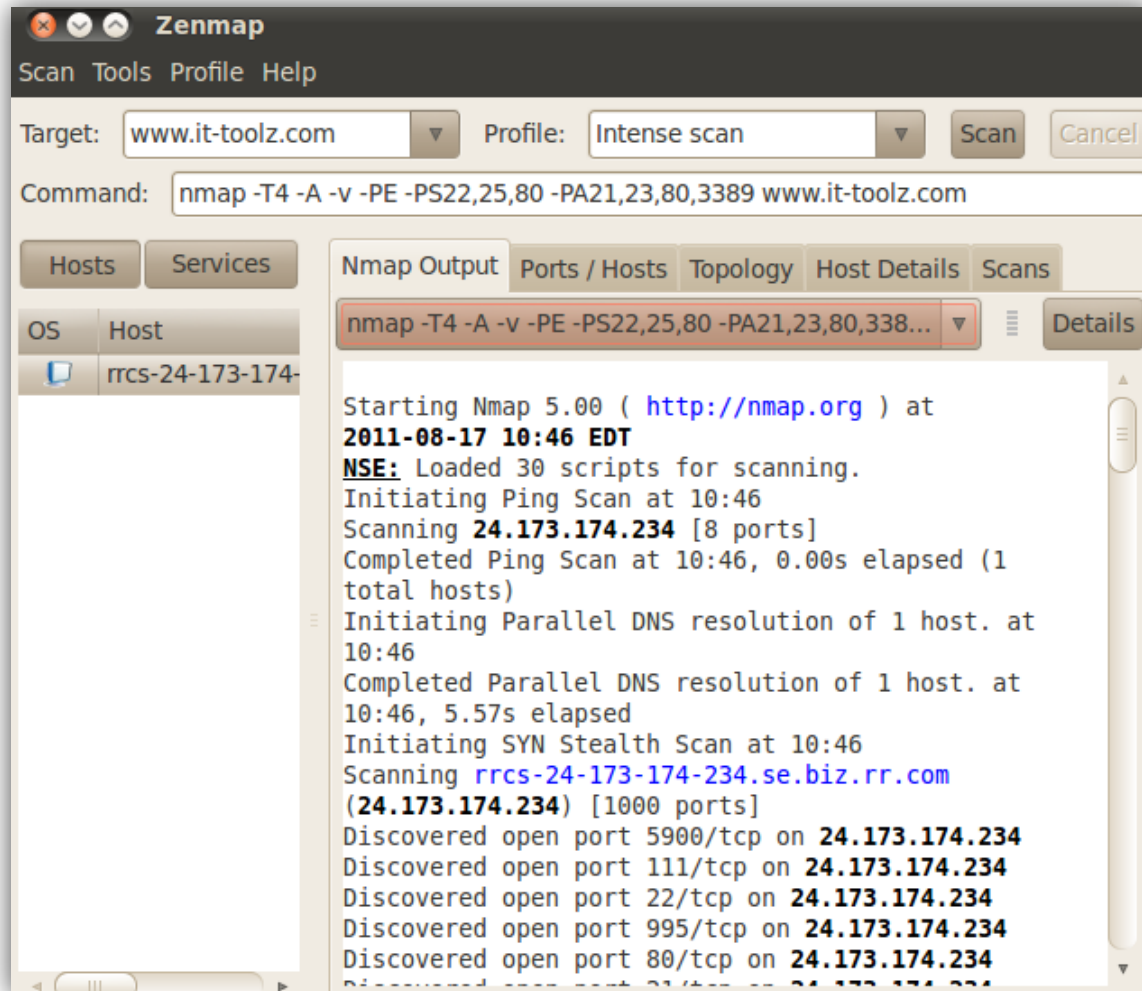 Zenmap
Scan Tools Profile Help
Target: www.it-toolz.com Profile: Intense scan Scan Cancel
Command: nmap -T4 -A -v -PE -PS22,25,80 -PA21,23,80,3389 www.it-toolz.com
Hosts Services
Nmap Output Ports / Hosts Topology Host Details Scans
OS Host
nmap -T4 -A -v -PE -PS22,25,80 -PA21,23,80,338... Details
rrcs-24-173-174-
Starting Nmap 5.00 ( http://nmap.org ) at
2011-08-17 10:46 EDT
NSE: Loaded 30 scripts for scanning.
Initiating Ping Scan at 10:46
Scanning 24.173.174.234 [8 ports]
Completed Ping Scan at 10:46, 0.00s elapsed (1
total hosts)
Initiating Parallel DNS resolution of 1 host. at
10:46
Completed Parallel DNS resolution of 1 host. at
10:46, 5.57s elapsed
Initiating SYN Stealth Scan at 10:46
Scanning rrcs-24-173-174-234.se.biz.rr.com
(24.173.174.234) [1000 ports]
Discovered open port 5900/tcp on 24.173.174.234
Discovered open port 111/tcp on 24.173.174.234
Discovered open port 22/tcp on 24.173.174.234
Discovered open port 995/tcp on 24.173.174.234
Discovered open port 80/tcp on 24.173.174.234
Discovered open port 21/tcp on 24.173.174.234